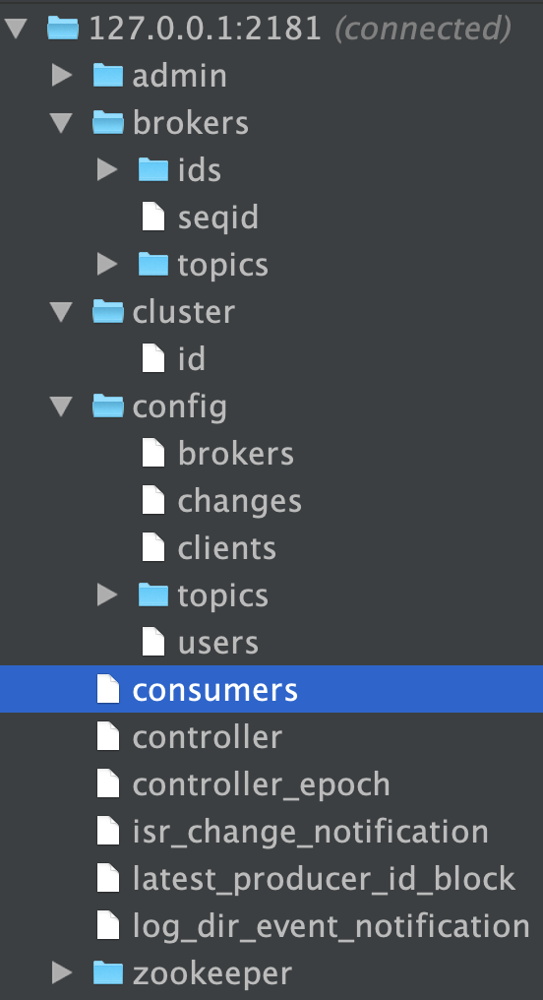 127.0.0.1:2181 (connected)
admin
brokers
ids
seqid
topics
cluster
id
config
brokers
changes
clients
topics
users
consumers
controller
controller_epoch
isr_change_notification
latest_producer_id_block
log_dir_event_notification
zookeeper